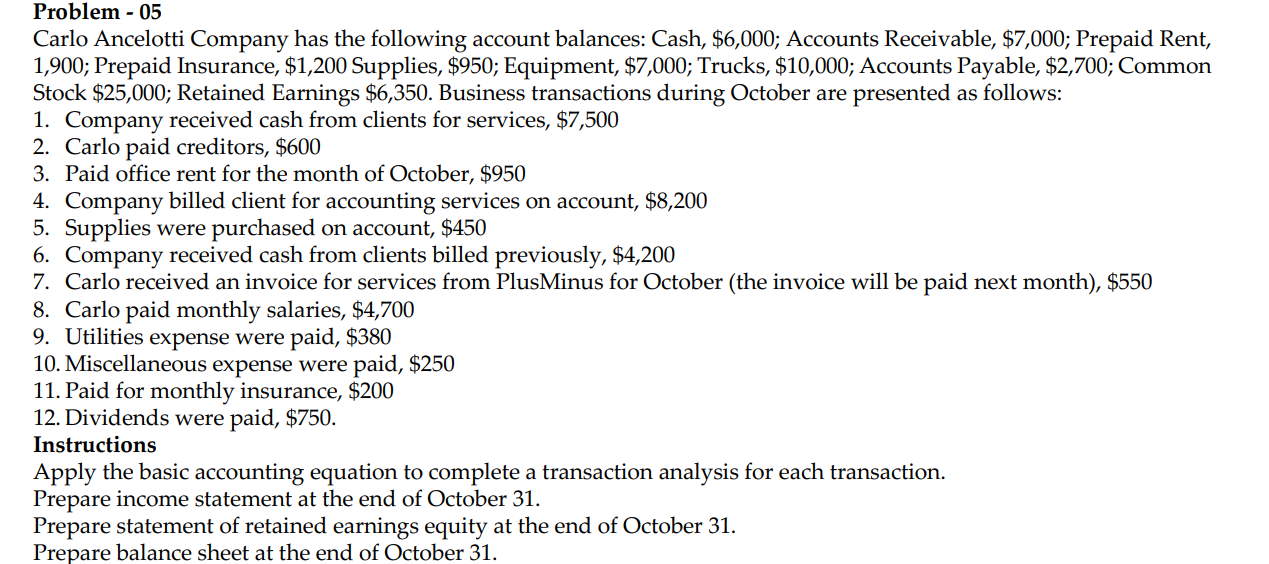 Problem - 05
Carlo Ancelotti Company has the following account balances: Cash, $6,000; Accounts Receivable, $7,000; Prepaid Rent,
1,900; Prepaid Insurance, $1,200 Supplies, $950; Equipment, $7,000; Trucks, $10,000; Accounts Payable, $2,700; Common
Stock $25,000; Retained Earnings $6,350. Business transactions during October are presented as follows:
1. Company received cash from clients for services, $7,500
2. Carlo paid creditors, $600
3. Paid office rent for the month of October, $950
4. Company billed client for accounting services on account, $8,200
5. Supplies were purchased on account, $450
6. Company received cash from clients billed previously, $4,200
7. Carlo received an invoice for services from PlusMinus for October (the invoice will be paid next month), $550
8. Carlo paid monthly salaries, $4,700
9. Utilities expense were paid, $380
10. Miscellaneous expense were paid, $250
11. Paid for monthly insurance, $200
12. Dividends were paid, $750.
Instructions
Apply the basic accounting equation to complete a transaction analysis for each transaction.
Prepare income statement at the end of October 31.
Prepare statement of retained earnings equity at the end of October 31.
Prepare balance sheet at the end of October 31.